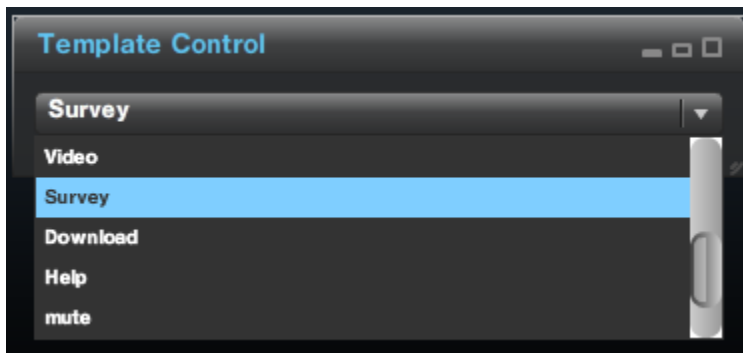 Template Control
Survey
Video
Survey
Download
Help
mute